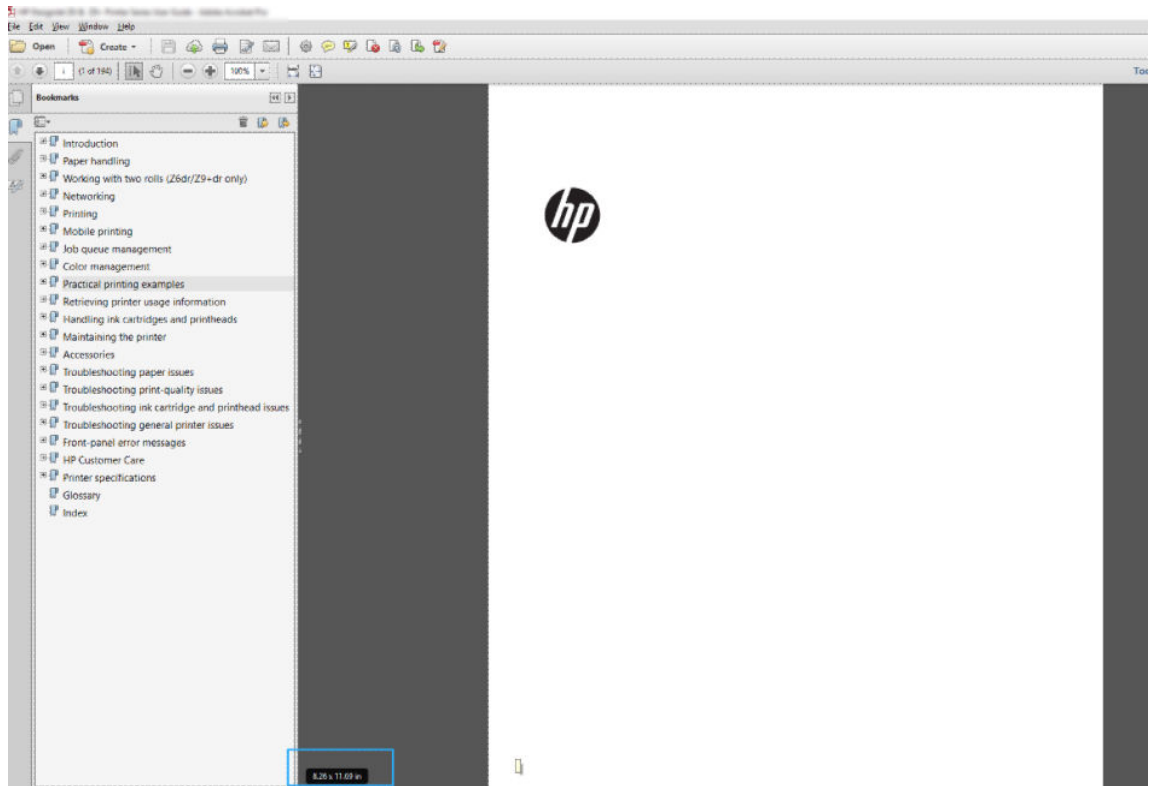 File Edit View Window Help
Open Create
1 (1 of 194) 100% Too
Bookmarks
Introduction
Paper handling
Working with two rolls (Z6dr/Z9+dr only)
Networking
Printing
Mobile printing
Job queue management
Color management
Practical printing examples
Retrieving printer usage information
Handling ink cartridges and printheads
Maintaining the printer
Accessories
Troubleshooting paper issues
Troubleshooting print-quality issues
Troubleshooting ink cartridge and printhead issues
Troubleshooting general printer issues
Front-panel error messages
HP Customer Care
Printer specifications
Glossary
Index
hp
8.26 x 11.69 in